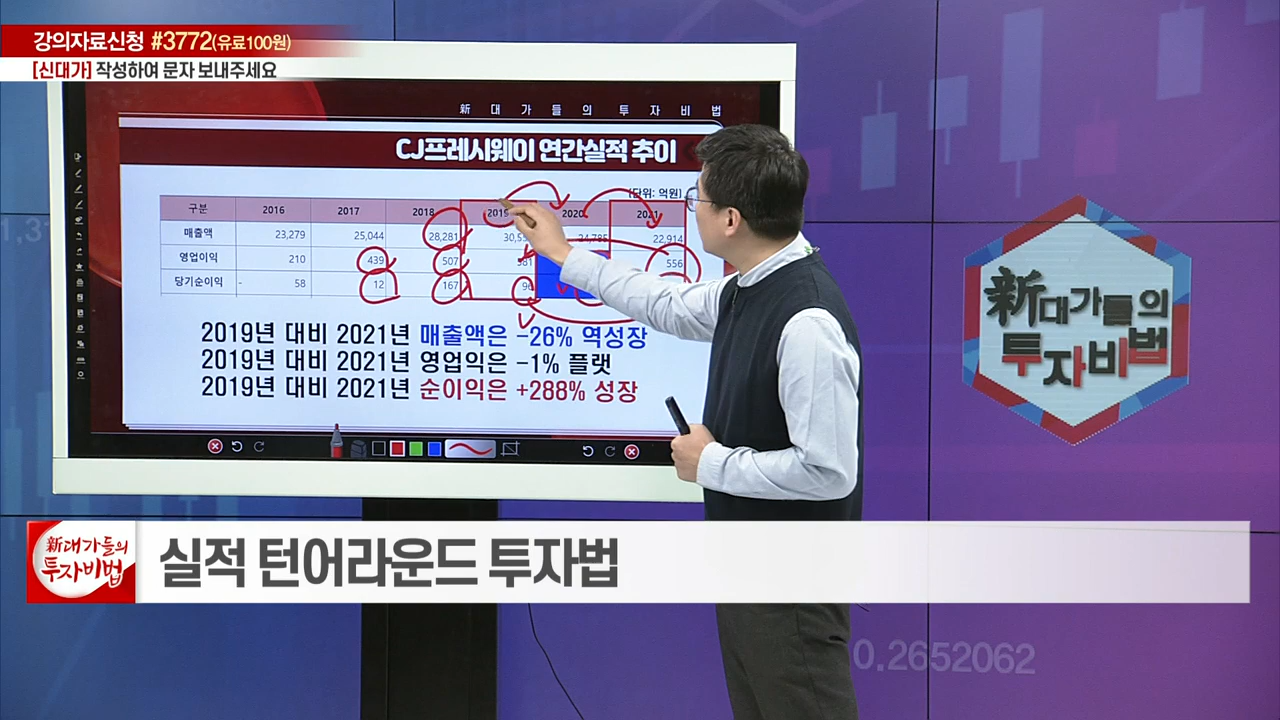 강의자료신청 #3772(유료100원)
[신대가] 작성하여 문자 보내주세요
新 대 가 들 의 투 자 비 법
CJ프레시웨이 연간실적 추이
(단위: 억원)
구분 2016 2017 2018 2019 2020 2021
매출액 23,279 25,044 28,281 24,785 22,914
영업이익 210 439 507 581 556
당기순이익 - 58 12 167 96
2019년 대비 2021년 매출액은 -26% 역성장
2019년 대비 2021년 영업익은 -1% 플랫
2019년 대비 2021년 순이익은 +288% 성장
新대가들의
투자비법
新대가들의
투자비법
실적 턴어라운드 투자법
0.2652062